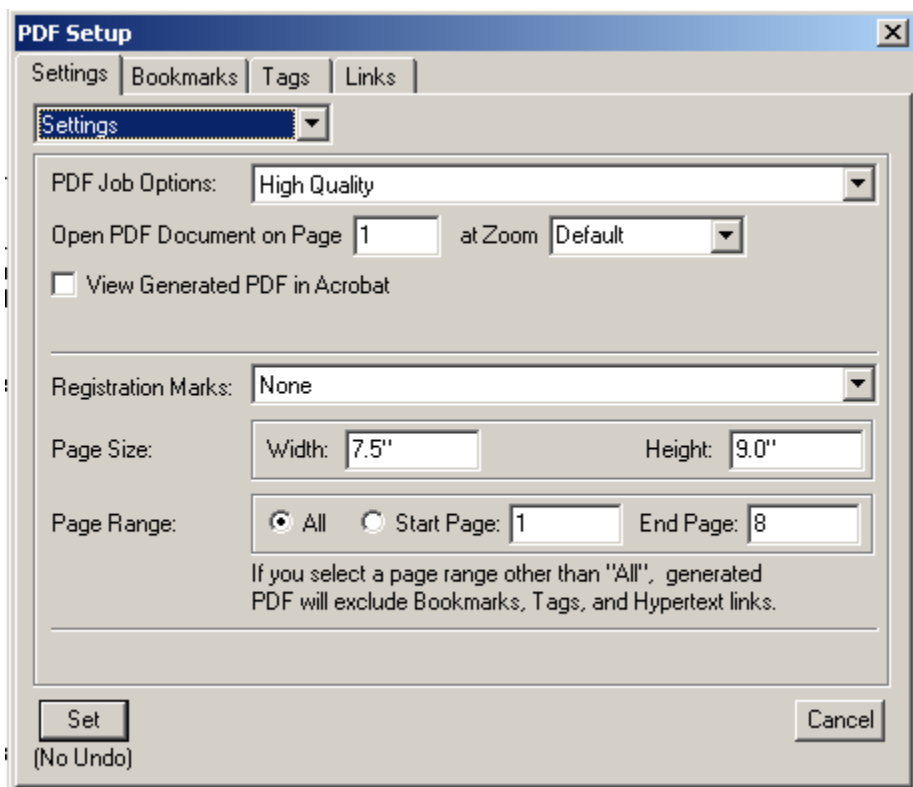 PDF Setup
Settings Bookmarks Tags Links
Settings
PDF Job Options: High Quality
Open PDF Document on Page 1 at Zoom Default
View Generated PDF in Acrobat
Registration Marks: None
Page Size: Width: 7.5" Height: 9.0"
Page Range: All Start Page: 1 End Page: 8
If you select a page range other than "All", generated
PDF will exclude Bookmarks, Tags, and Hypertext links.
Set Cancel
(No Undo)